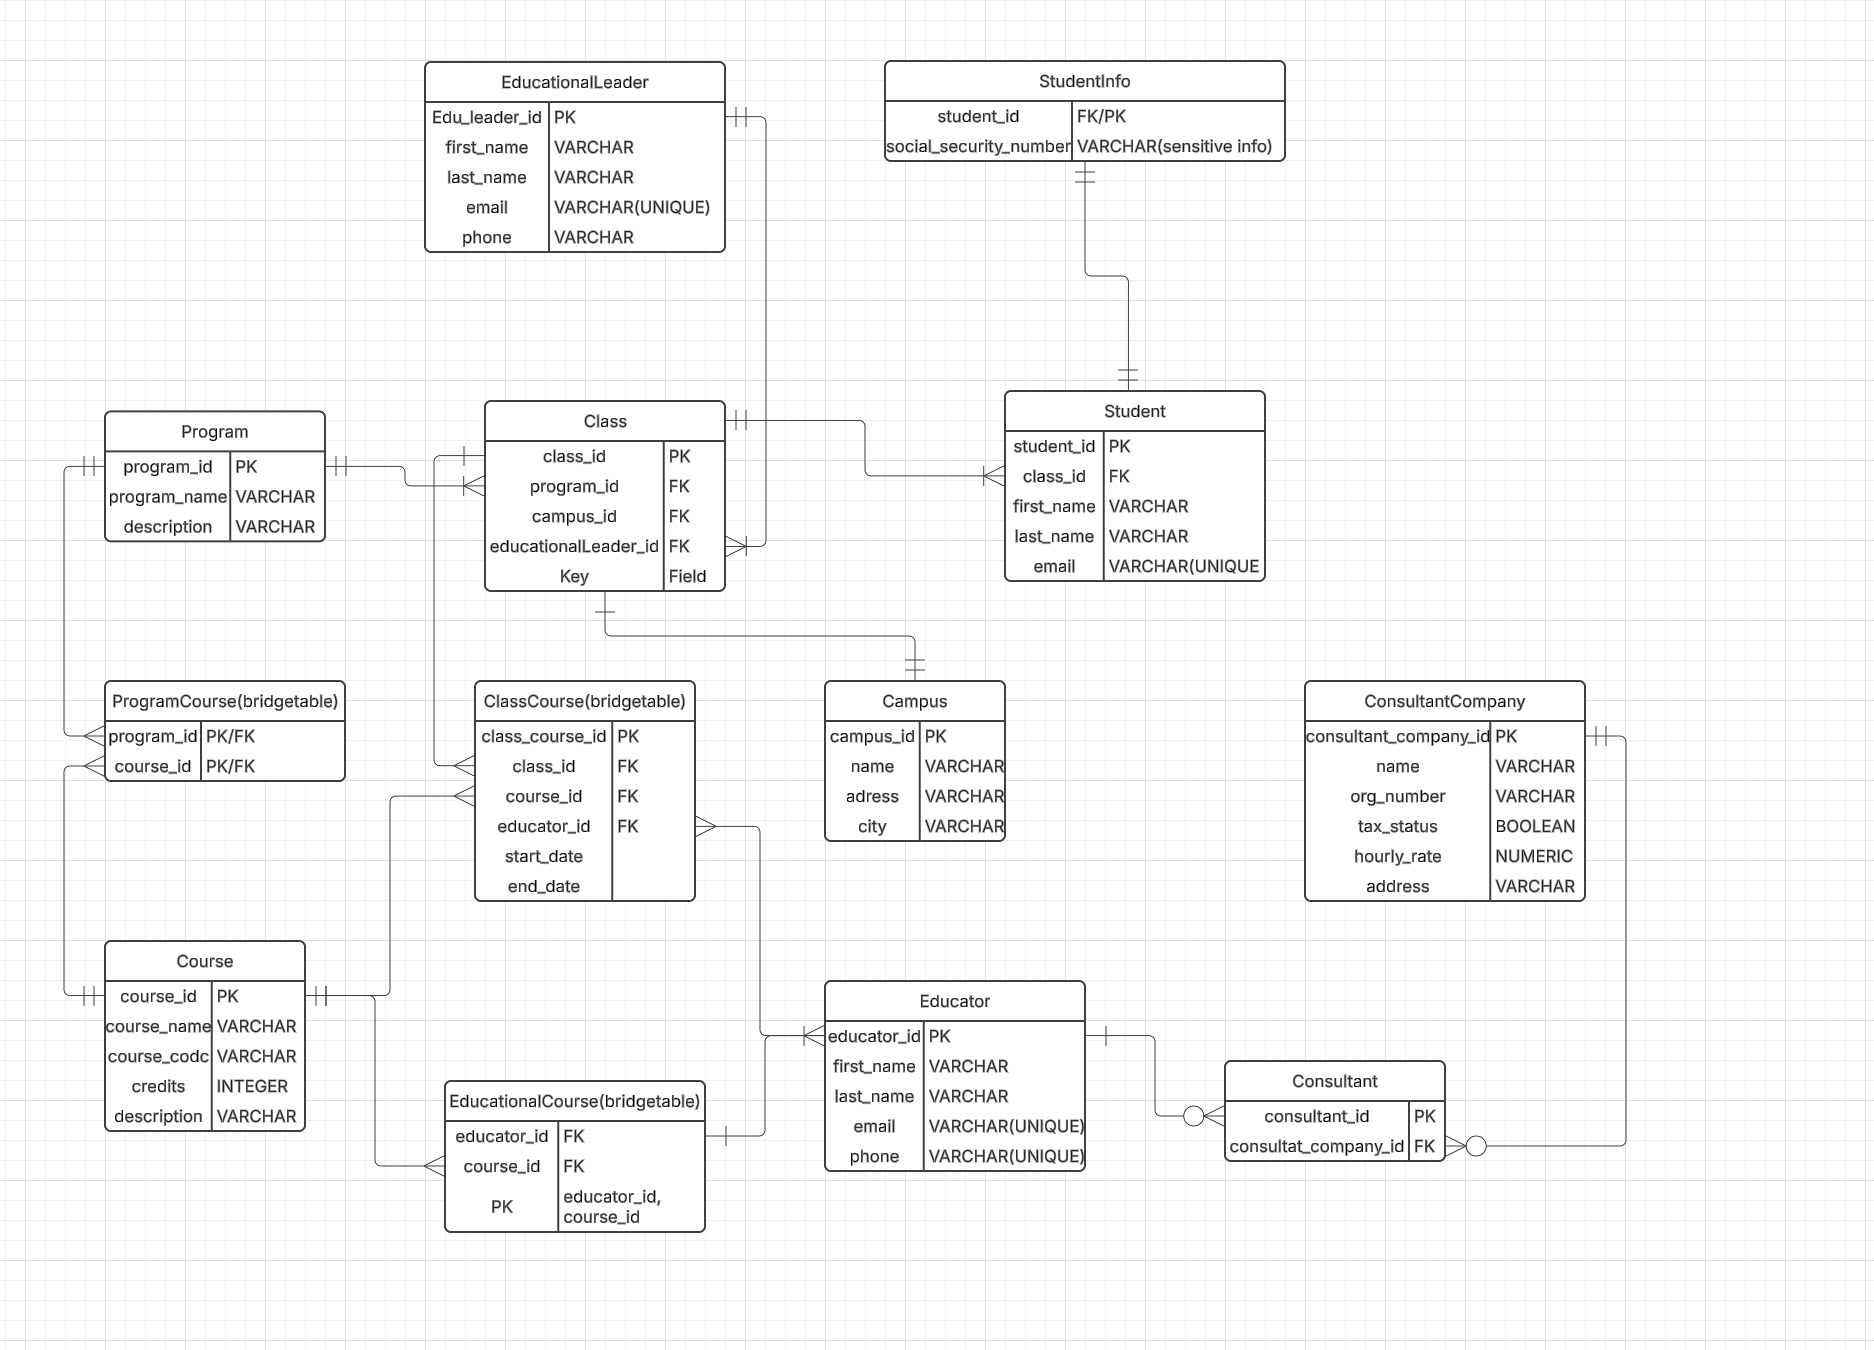 EducationalLeader
Edu_leader_id PK
first_name VARCHAR
last_name VARCHAR
email VARCHAR(UNIQUE)
phone VARCHAR
StudentInfo
student_id FK/PK
social_security_number VARCHAR(sensitive info)
Program
program_id PK
program_name VARCHAR
description VARCHAR
Class
class_id PK
program_id FK
campus_id FK
educationalLeader_id FK
Key Field
Student
student_id PK
class_id FK
first_name VARCHAR
last_name VARCHAR
email VARCHAR(UNIQUE
ProgramCourse(bridgetable)
program_id PK/FK
course_id PK/FK
ClassCourse(bridgetable)
class_course_id PK
class_id FK
course_id FK
educator_id FK
start_date
end_date
Campus
campus_id PK
name VARCHAR
adress VARCHAR
city VARCHAR
ConsultantCompany
consultant_company_id PK
name VARCHAR
org_number VARCHAR
tax_status BOOLEAN
hourly_rate NUMERIC
address VARCHAR
Course
course_id PK
course_name VARCHAR
course_codc VARCHAR
credits INTEGER
description VARCHAR
EducationalCourse(bridgetable)
educator_id FK
course_id FK
PK educator_id,
course_id
Educator
educator_id PK
first_name VARCHAR
last_name VARCHAR
email VARCHAR(UNIQUE)
phone VARCHAR(UNIQUE)
Consultant
consultant_id PK
consultat_company_id FK